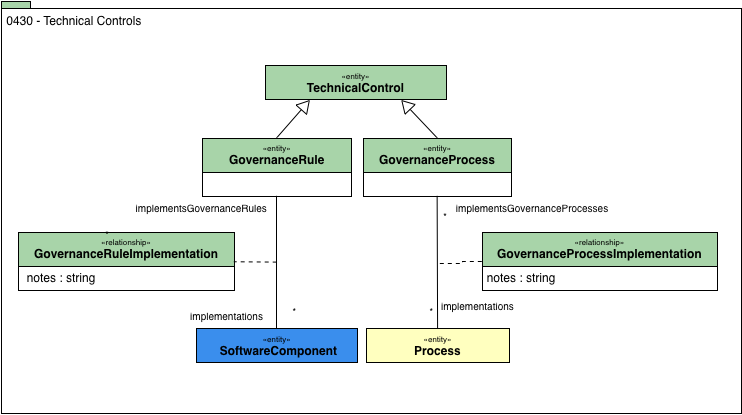 0430 - Technical Controls
«entity»
TechnicalControl
«entity»
GovernanceRule
«entity»
GovernanceProcess
implementsGovernanceRules
* implementsGovernanceProcesses
«relationship»
GovernanceRuleImplementation
notes : string
«relationship»
GovernanceProcessImplementation
notes : string
implementations *
* implementations
«entity»
SoftwareComponent
«entity»
Process